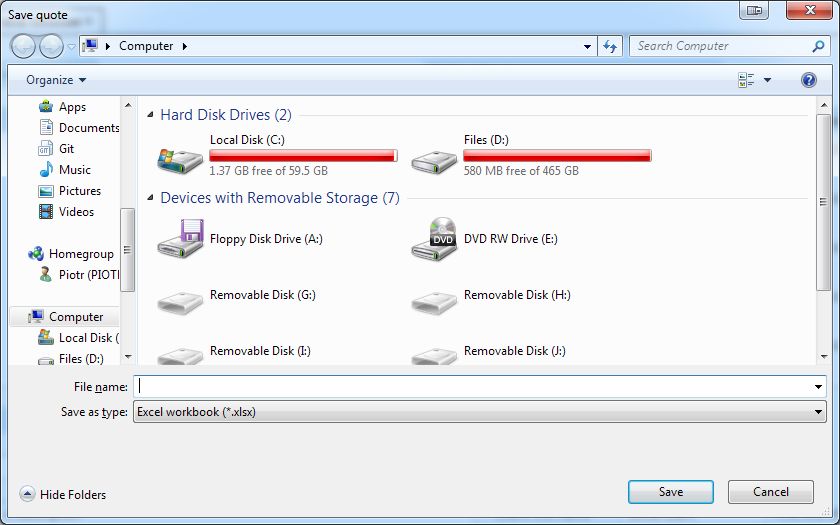 Save quote
Computer
Search Computer
Organize
Apps
Documents
Git
Music
Pictures
Videos
Homegroup
Piotr (PIOTI
Computer
Local Disk (
Files (D:)
Hard Disk Drives (2)
Local Disk (C:)
1.37 GB free of 59.5 GB
Files (D:)
580 MB free of 465 GB
Devices with Removable Storage (7)
Floppy Disk Drive (A:)
DVD RW Drive (E:)
DVD
Removable Disk (G:)
Removable Disk (H:)
Removable Disk (I:)
Removable Disk (J:)
File name:
Save as type:
Excel workbook (*.xlsx)
Hide Folders
Save
Cancel